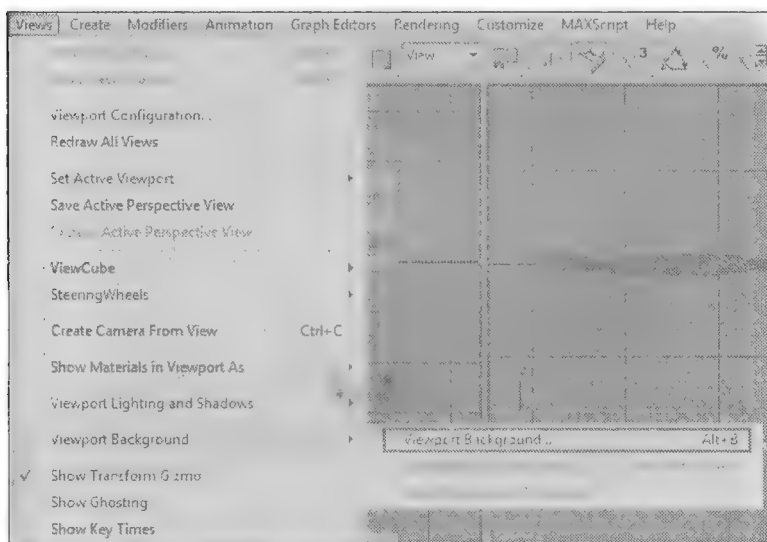 Views Create Modifiers Animation Graph Editors Rendering Customize MAXScript Help
View
Viewport Configuration...
Redraw All Views
Set Active Viewport
Save Active Perspective View
Active Perspective View
ViewCube
SteeringWheels
Create Camera From View Ctrl+C
Show Materials in Viewport As
Viewport Lighting and Shadows
Viewport Background
Viewport Background... Alt+B
Show Transform Gizmo
Show Ghosting
Show Key Times